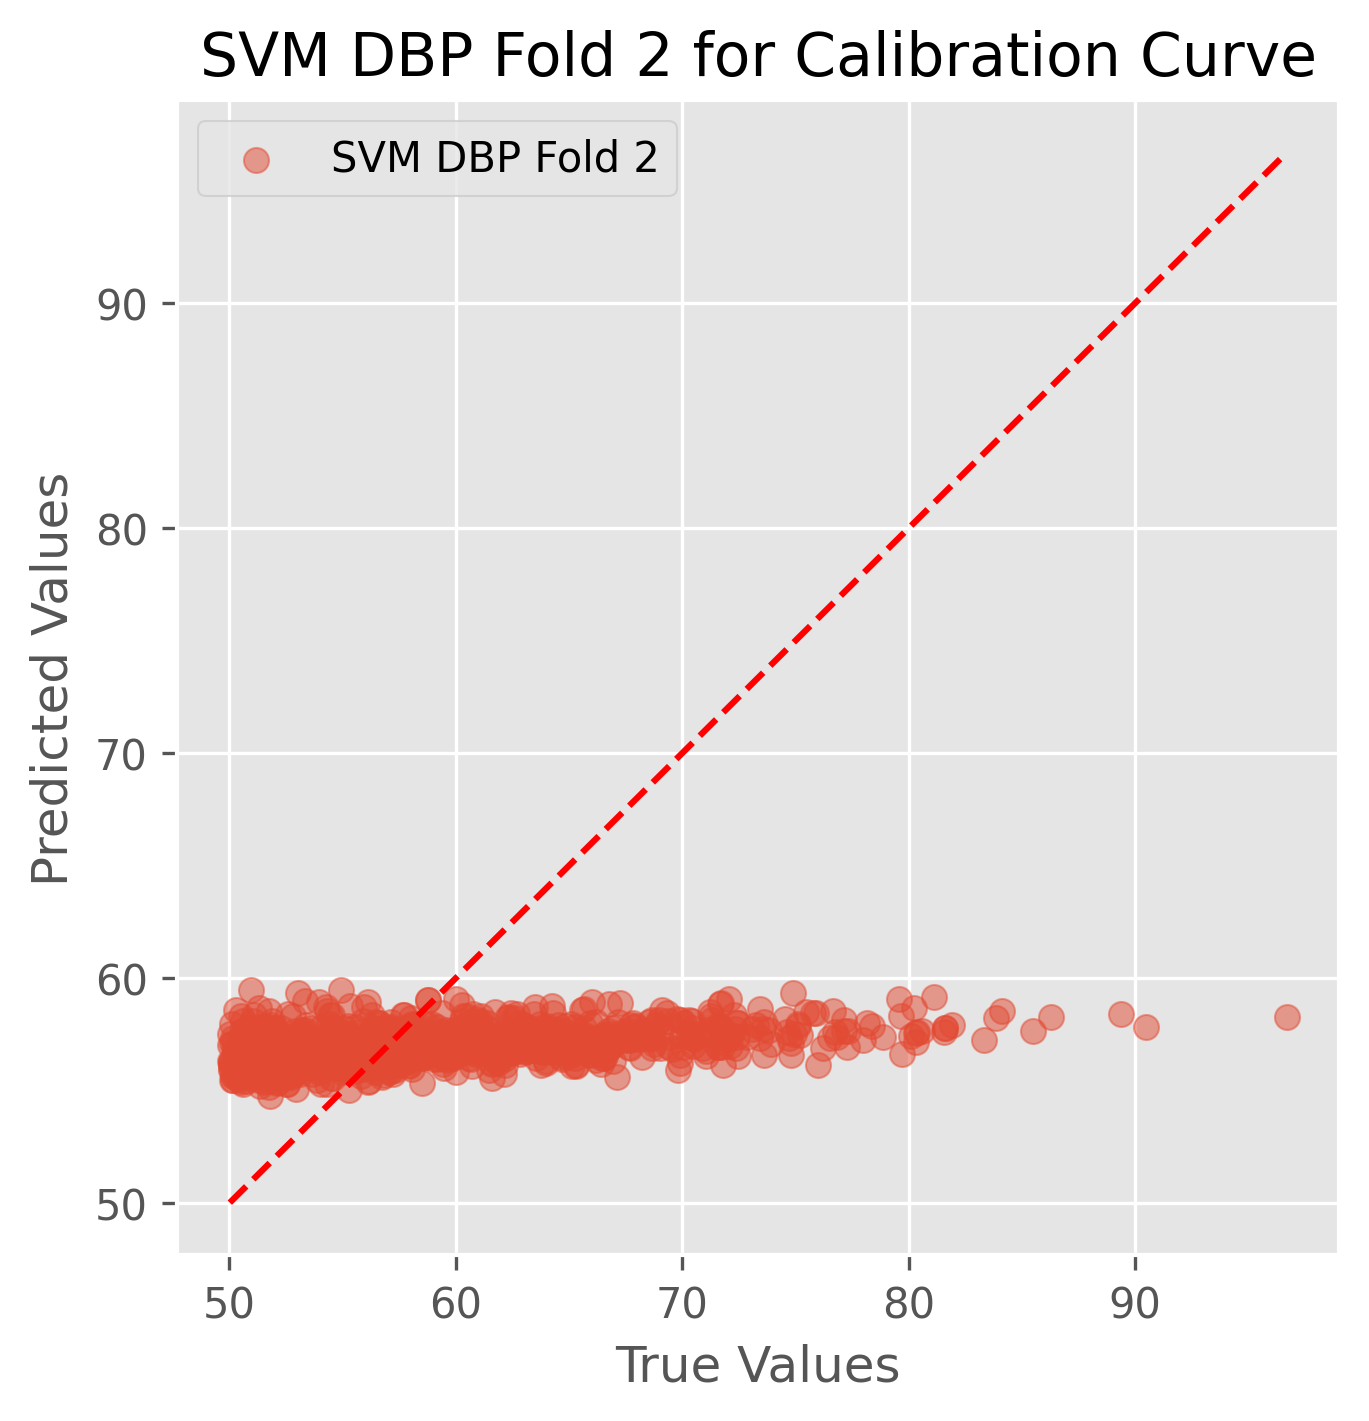 SVM DBP Fold 2 for Calibration Curve
SVM DBP Fold 2
Predicted Values
90
80
70
60
50
50 60 70 80 90
True Values